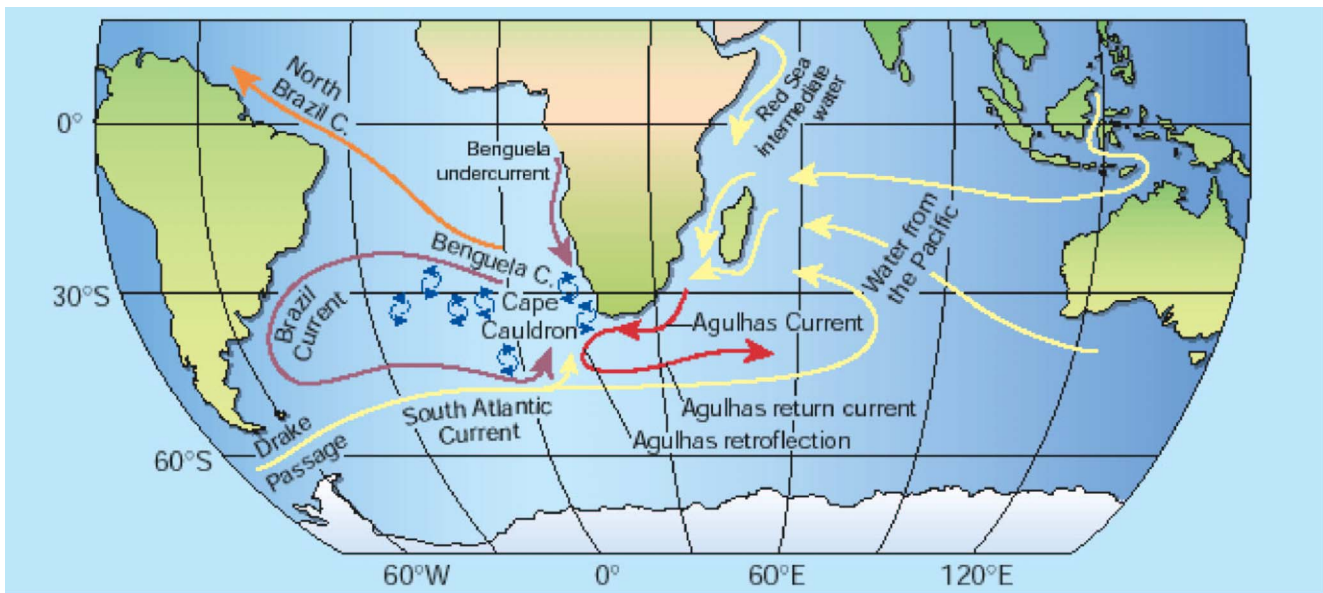 North
Brazil C.
Red Sea
intermediate
water
0°
Benguela
undercurrent
Water from
the Pacific
Benguela C.
30°S
Brazil
Current
Cape
Cauldron
Agulhas Current
South Atlantic
Current
Agulhas return current
Drake
Passage
Agulhas retroflection
60°S
60°W
0°
60°E
120°E